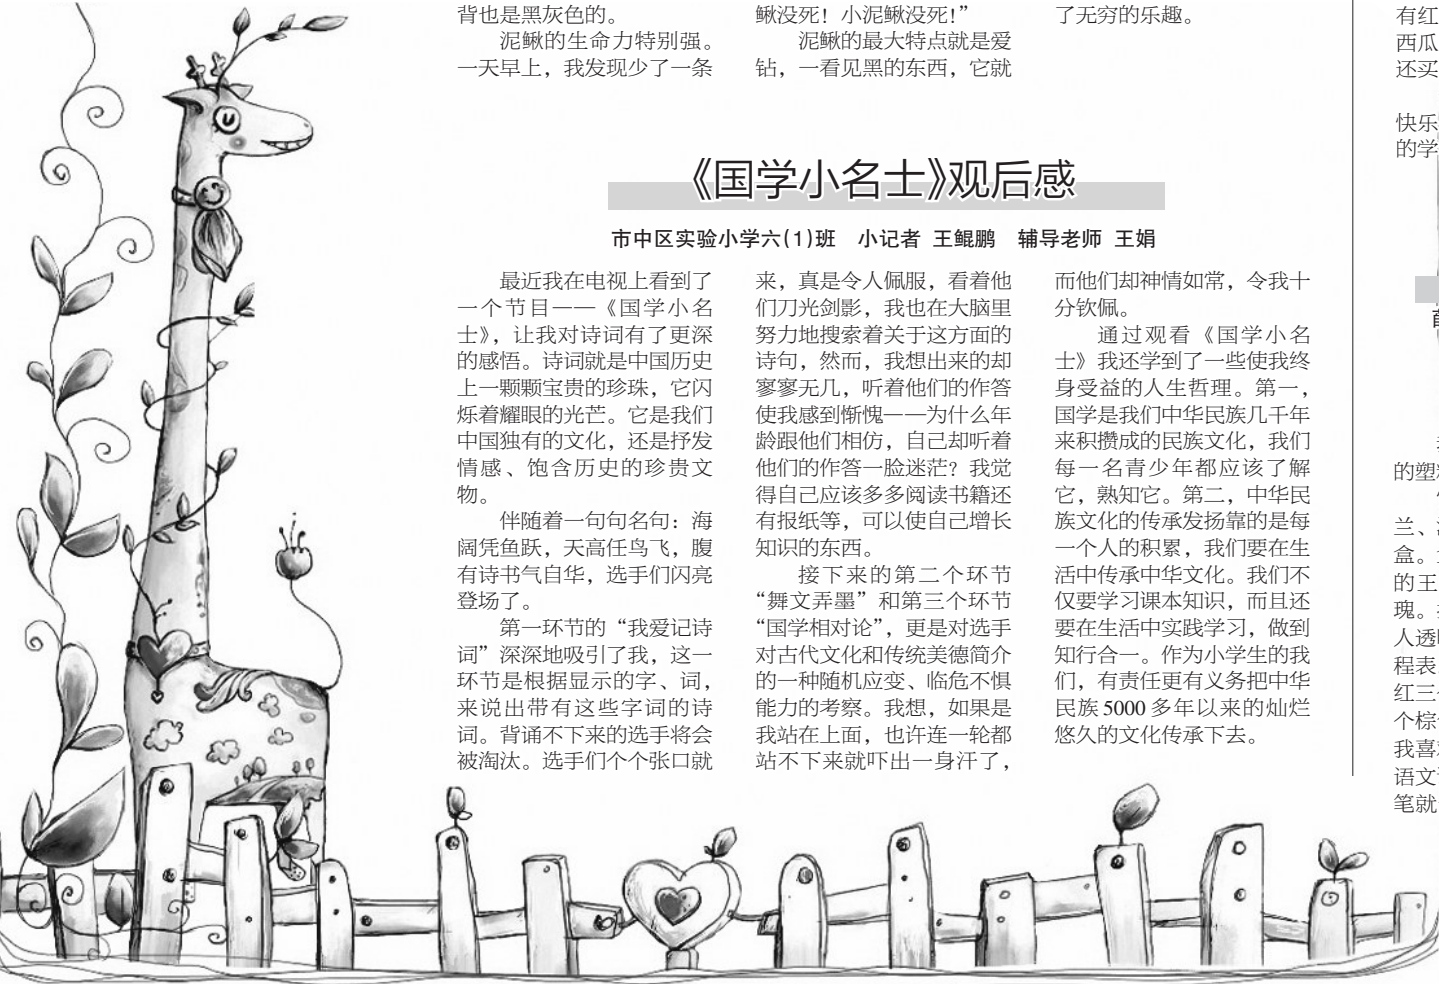 背也是黑灰色的。
泥鳅的生命力特别强。
一天早上，我发现少了一条
鳅没死！小泥鳅没死！”
泥鳅的最大特点就是爱
钻，一看见黑的东西，它就
了无穷的乐趣。
《国学小名士》观后感
市中区实验小学六(1)班 小记者 王鲲鹏 辅导老师 王娟
最近我在电视上看到了
一个节目——《国学小名
士》，让我对诗词有了更深
的感悟。诗词就是中国历史
上一颗颗宝贵的珍珠，它闪
烁着耀眼的光芒。它是我们
中国独有的文化，还是抒发
情感、饱含历史的珍贵文
物。
伴随着一句句名句：海
阔凭鱼跃，天高任鸟飞，腹
有诗书气自华，选手们闪亮
登场了。
第一环节的“我爱记诗
词”深深地吸引了我，这一
环节是根据显示的字、词，
来说出带有这些字词的诗
词。背诵不下来的选手将会
被淘汰。选手们个个张口就
来，真是令人佩服，看着他
们刀光剑影，我也在大脑里
努力地搜索着关于这方面的
诗句，然而，我想出来的却
寥寥无几，听着他们的作答
使我感到惭愧——为什么年
龄跟他们相仿，自己却听着
他们的作答一脸迷茫？我觉
得自己应该多多阅读书籍还
有报纸等，可以使自己增长
知识的东西。
接下来的第二个环节
“舞文弄墨”和第三个环节
“国学相对论”，更是对选手
对古代文化和传统美德简介
的一种随机应变、临危不惧
能力的考察。我想，如果是
我站在上面，也许连一轮都
站不下来就吓出一身汗了，
而他们却神情如常，令我十
分钦佩。
通过观看《国学小名
士》我还学到了一些使我终
身受益的人生哲理。第一，
国学是我们中华民族几千年
来积攒成的民族文化，我们
每一名青少年都应该了解
它，熟知它。第二，中华民
族文化的传承发扬靠的是每
一个人的积累，我们要在生
活中传承中华文化。我们不
仅要学习课本知识，而且还
要在生活中实践学习，做到
知行合一。作为小学生的我
们，有责任更有义务把中华
民族 5000 多年以来的灿烂
悠久的文化传承下去。
有红
西瓜
还买
快乐
的学
的塑
兰、
盒。
的王
瑰。
人透
程表
红三
个棕
我喜
语文
笔就